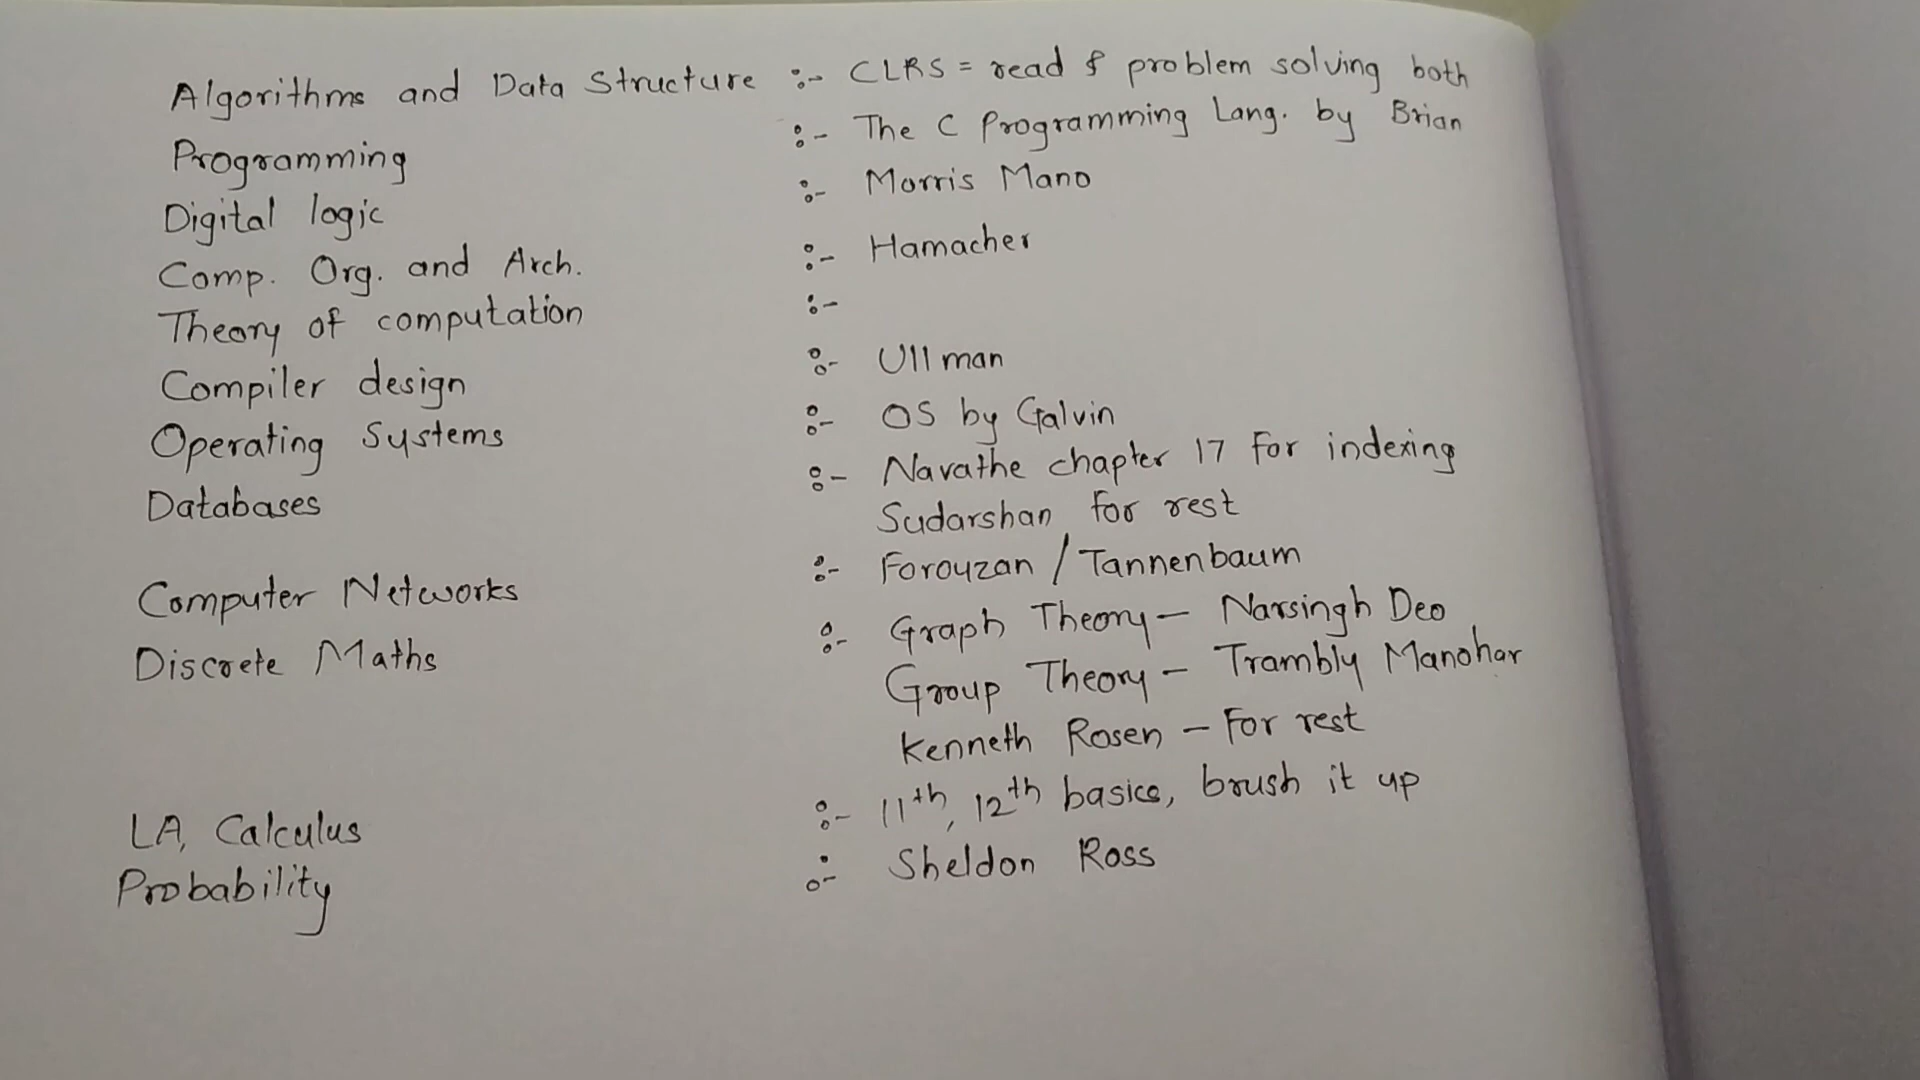 Algorithms and Data Structure :- CLRS = read & problem solving both
Programming :- The C Programming Lang. by Brian
Digital logic :- Morris Mano
Comp. Org. and Arch. :- Hamacher
Theory of computation :-
Compiler design :- Ullman
Operating Systems :- OS by Galvin
Databases :- Navathe chapter 17 for indexing
Sudarshan for rest
Computer Networks :- Forouzan / Tannenbaum
Discrete Maths :- Graph Theory - Narsingh Deo
Group Theory - Trambly Manohar
Kenneth Rosen - For rest
LA, Calculus :- 11th, 12th basics, brush it up
Probability :- Sheldon Ross